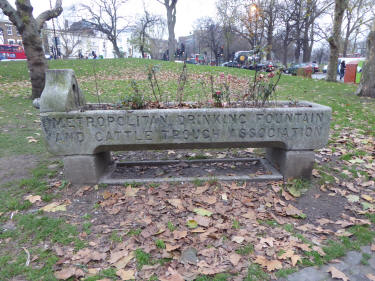 METROPOLITAN DRINKING FOUNTAIN
AND CATTLE TROUGH ASSOCIATION